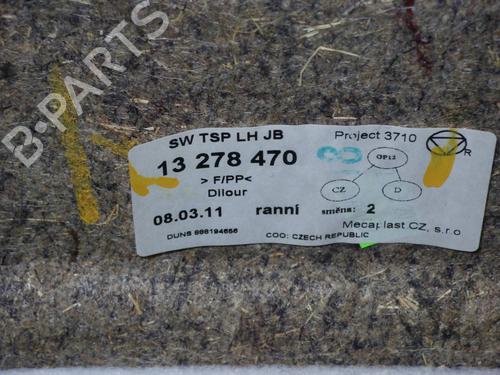 B-PARTS
SW TSP LH JB
Project 3710
R
13 278 470
GP12
> F/PP<
CZ
D
Dilour
08.03.11 ranní směna: 2
Mecaplast CZ, s.r.o
DUNS 998194656
COO: CZECH REPUBLIC